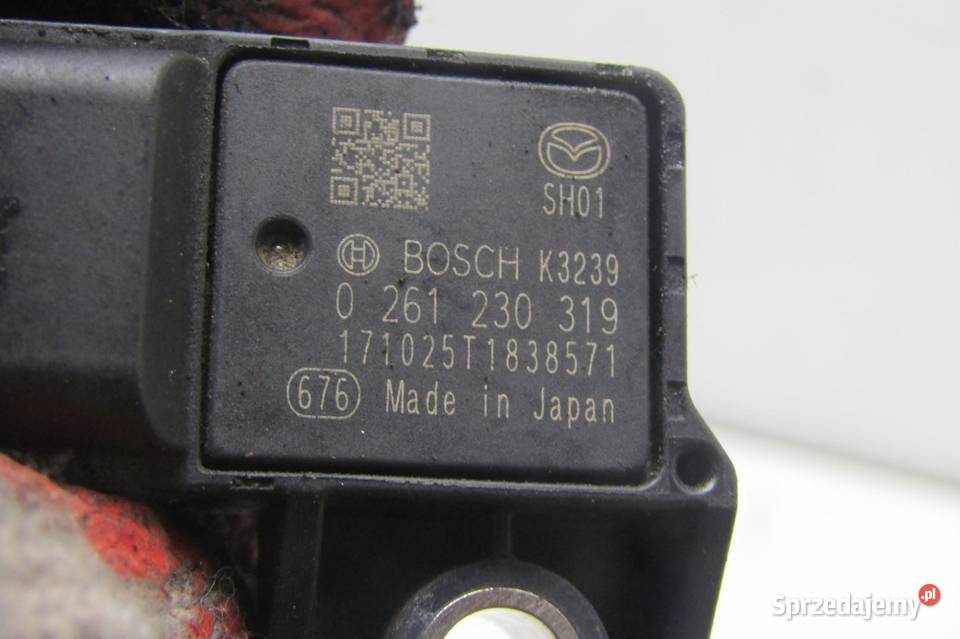 SH01
BOSCH K3239
0 261 230 319
171025T1838571
676 Made in Japan
Sprzedajemy.pl